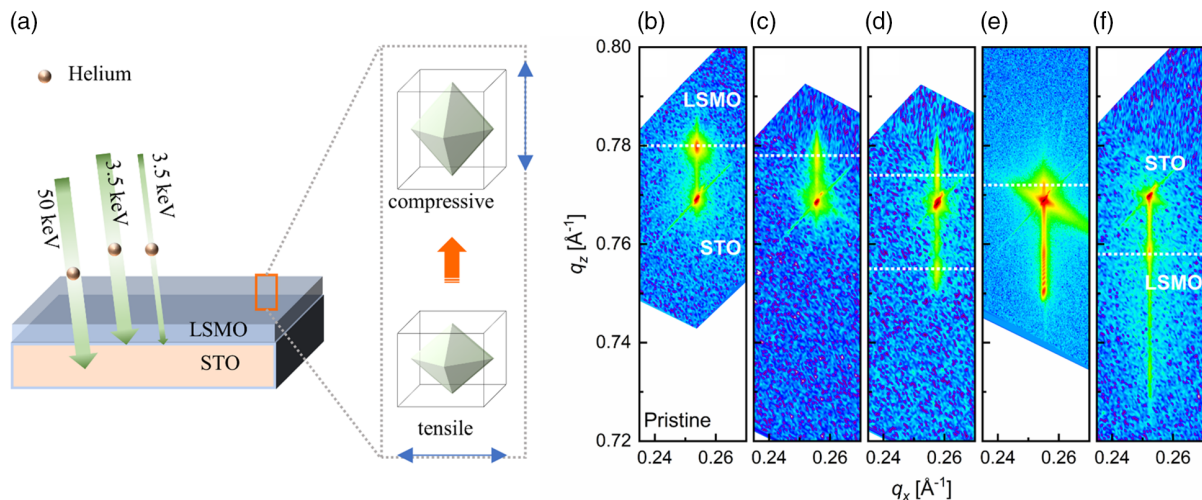 (a)
Helium
50 keV
3.5 keV
3.5 keV
LSMO
STO
compressive
tensile
(b)
(c)
(d)
(e)
(f)
0.80
0.78
0.76
0.74
0.72
qz [Å-1]
LSMO
STO
Pristine
STO
LSMO
0.24 0.26 0.24 0.26 0.24 0.26 0.24 0.26 0.24 0.26
qx [Å-1]